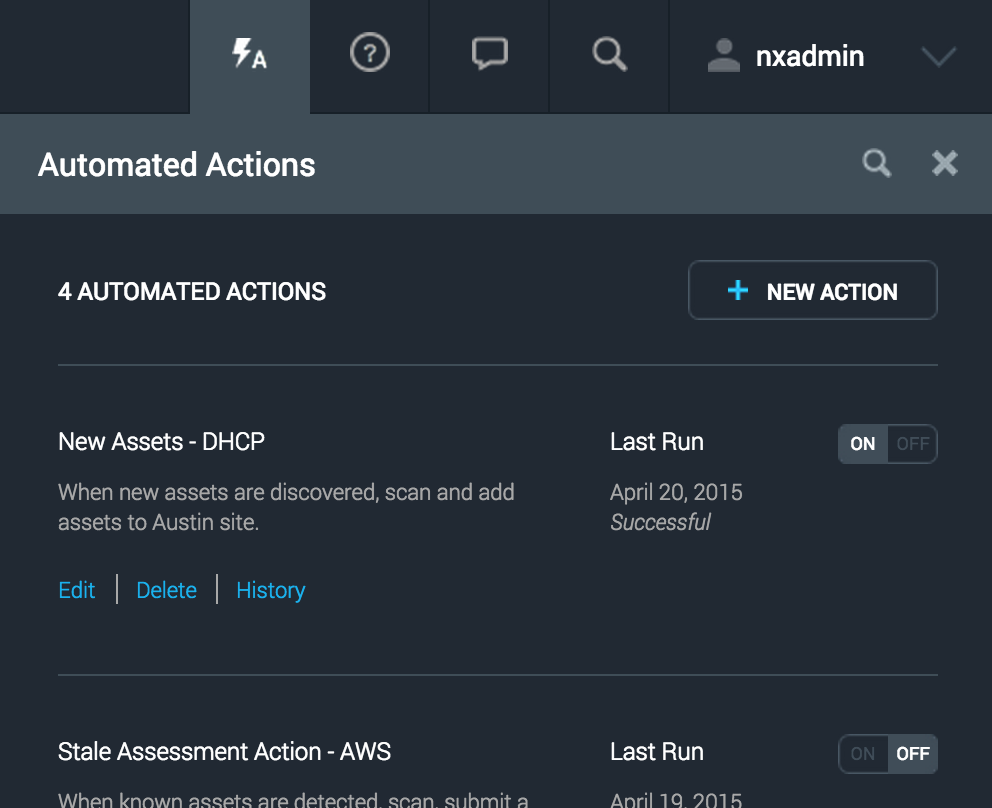 A
?
nxadmin
Automated Actions
4 AUTOMATED ACTIONS
+ NEW ACTION
New Assets - DHCP
Last Run
ON OFF
When new assets are discovered, scan and add
assets to Austin site.
April 20, 2015
Successful
Edit | Delete | History
Stale Assessment Action - AWS
Last Run
ON OFF
When known assets are detected, scan, submit a
April 19, 2015